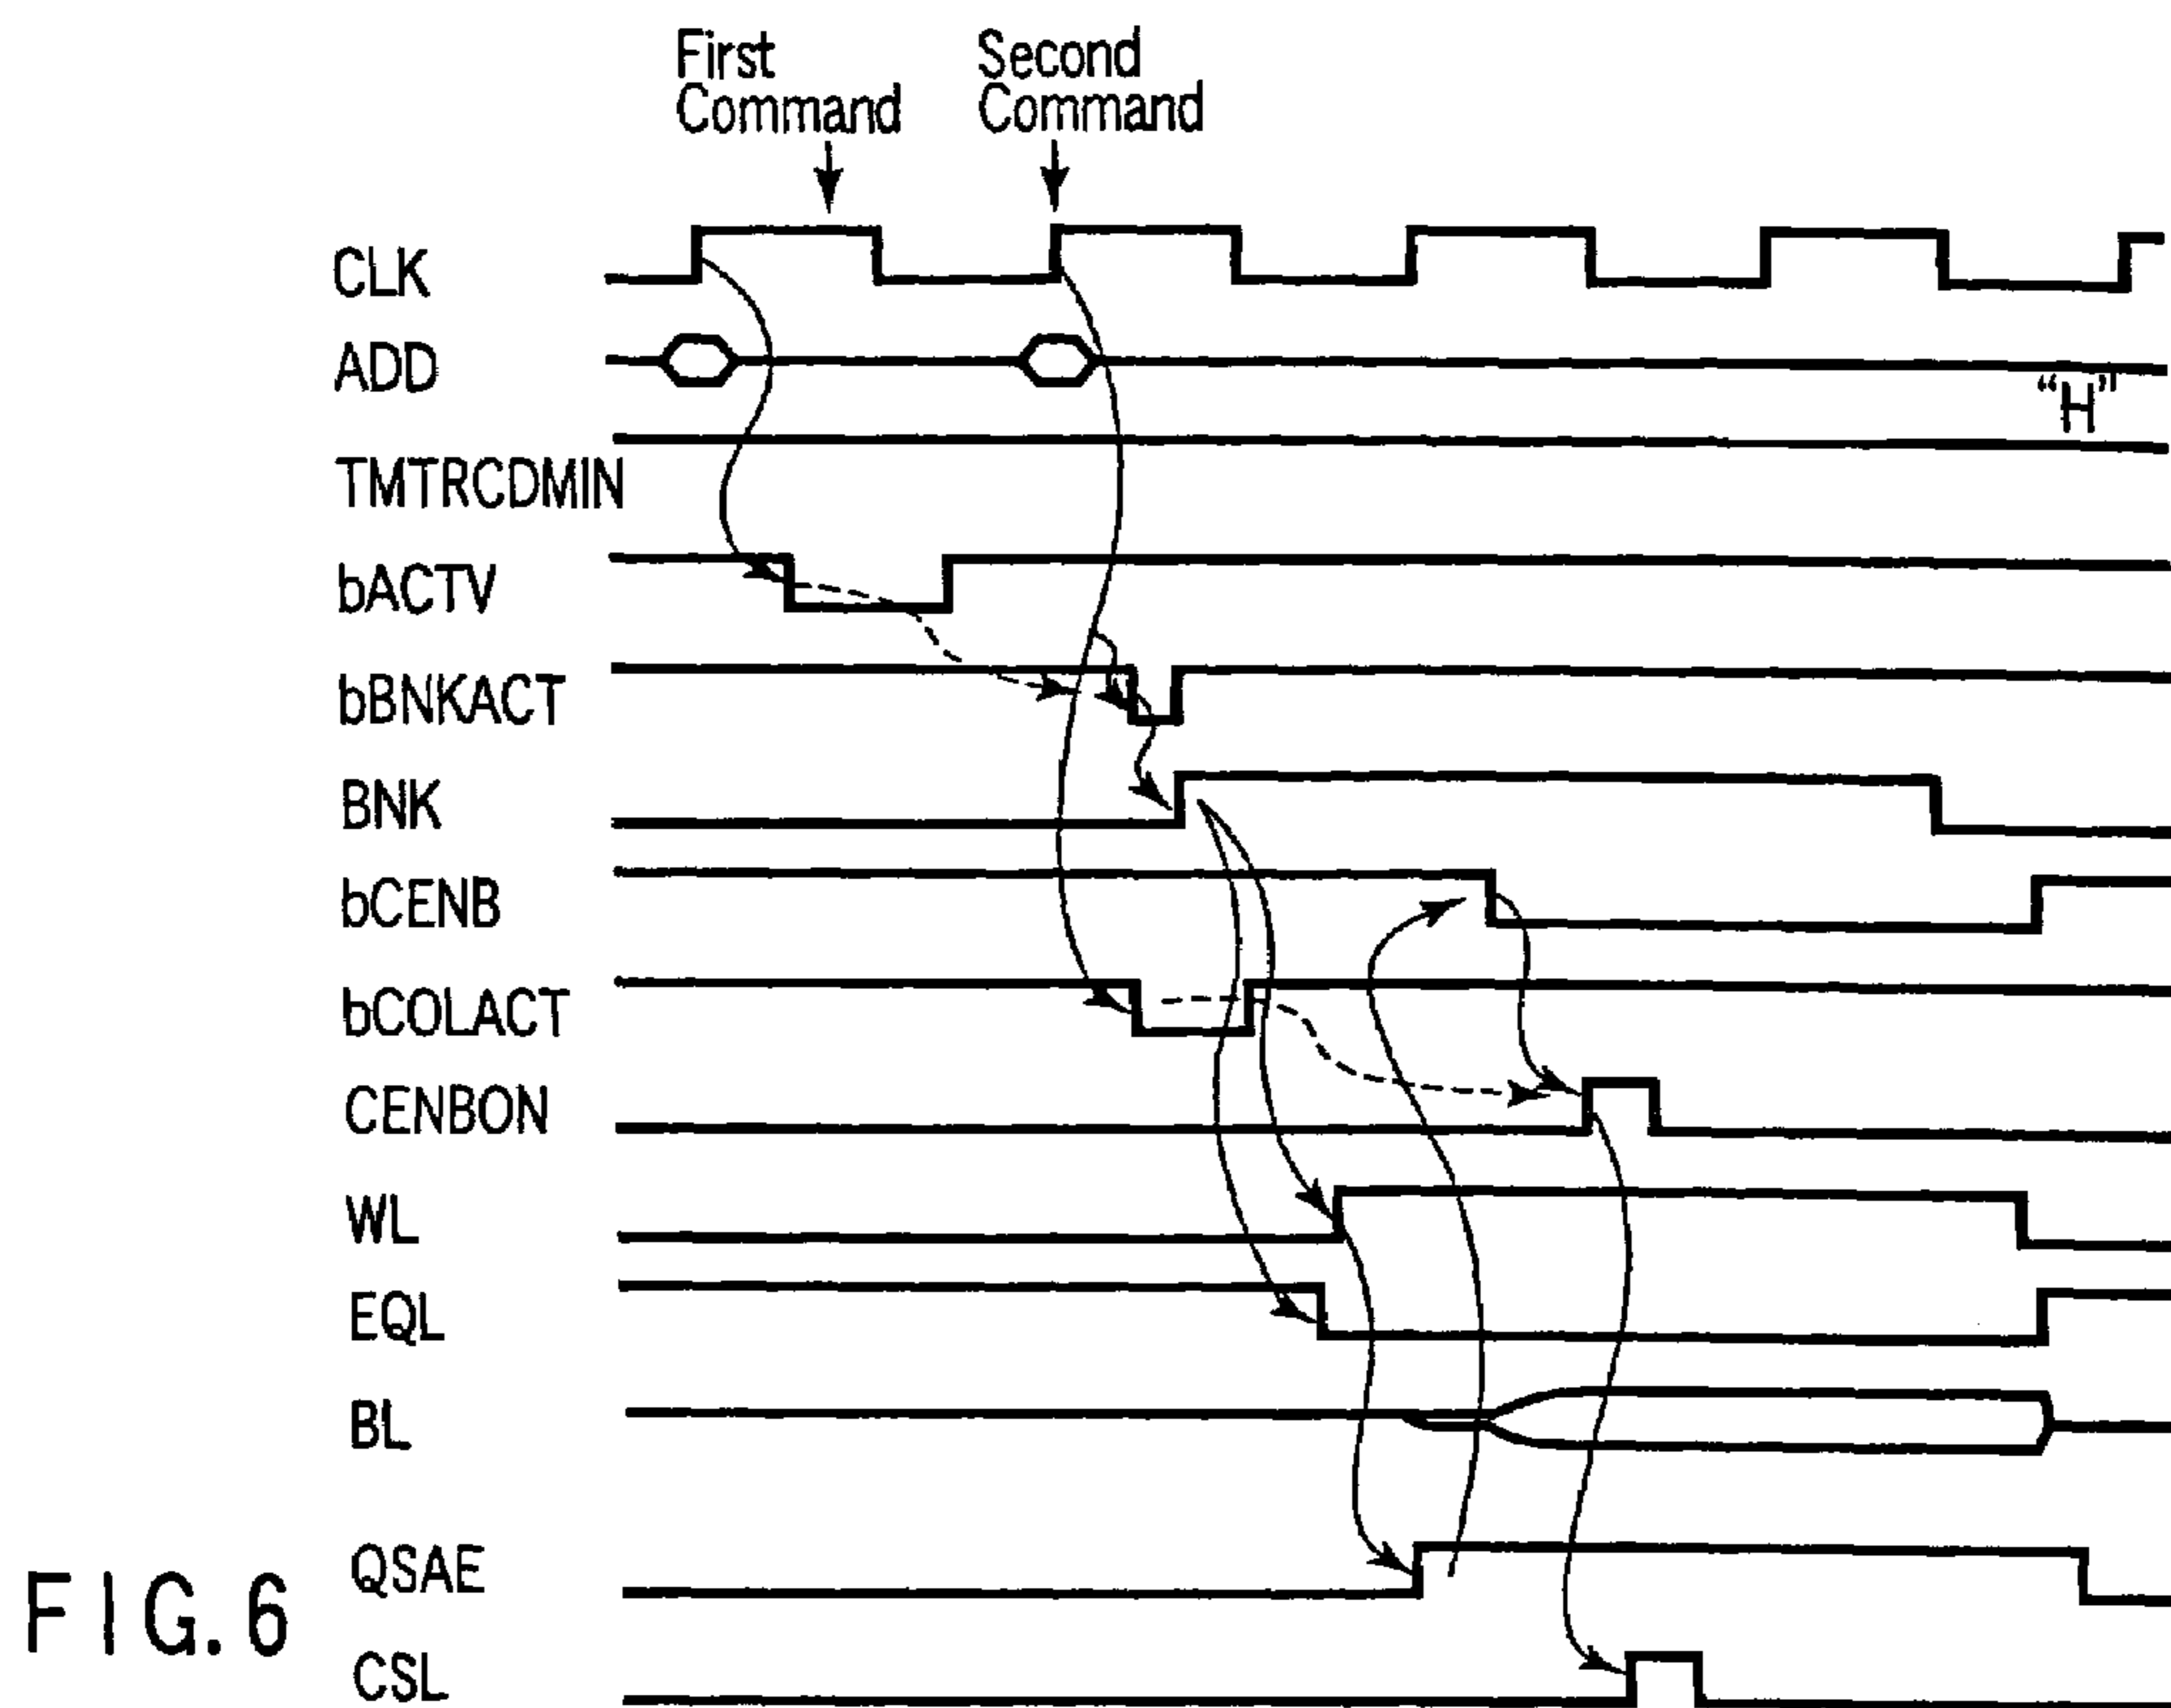 First
Command
Second
Command
CLK
ADD
“H”
TMTRCDMIN
bACTV
bBNKACT
BNK
bCENB
bCOLACT
CENBON
WL
EQL
BL
QSAE
CSL
FIG. 6